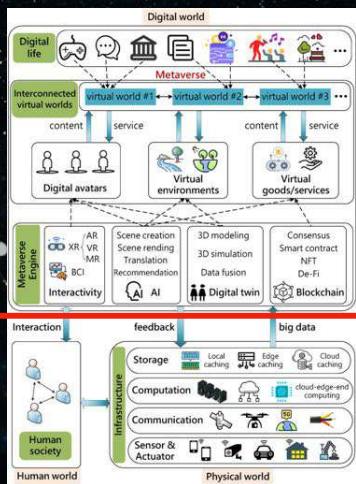 Digital world
Digital life
Metaverse
Interconnected virtual worlds
virtual world #1
virtual world #2
virtual world #3
content
service
content
service
Digital avatars
Virtual environments
Virtual goods/services
Metaverse Engine
XR
AR
VR
MR
BCI
Interactivity
Scene creation
Scene rending
Translation
Recommendation
AI
AI
3D modeling
3D simulation
Data fusion
Digital twin
Consensus
Smart contract
NFT
De-Fi
Blockchain
Interaction
feedback
big data
Human society
Human world
Infrastructure
Storage
Local caching
Edge caching
Cloud caching
Computation
cloud-edge-end computing
Communication
5G
Sensor & Actuator
Physical world